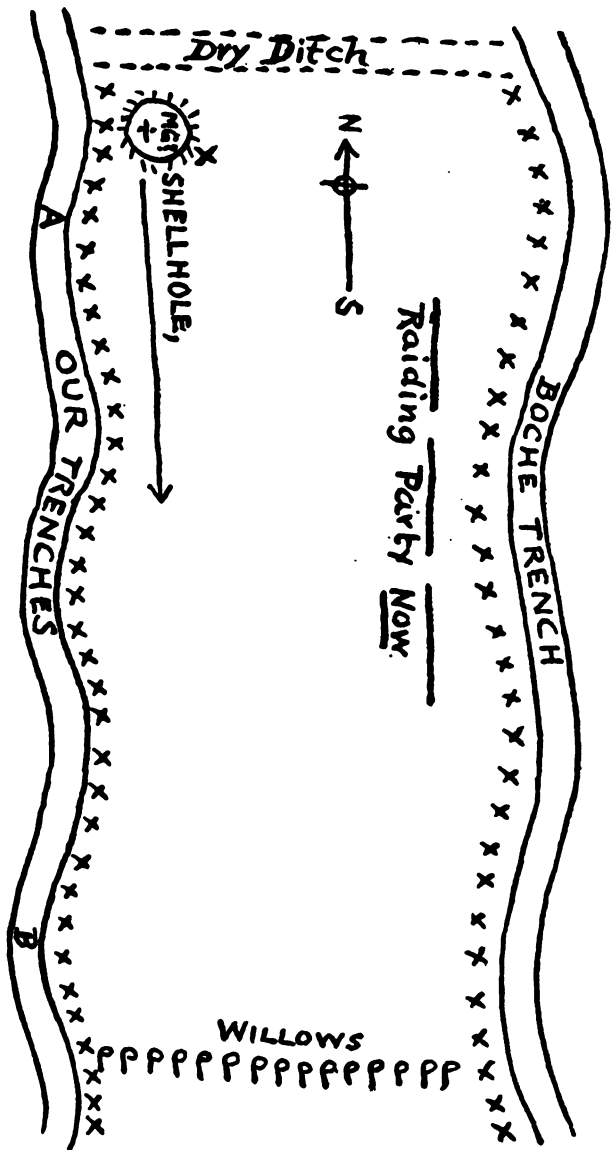 Dry Ditch
N
S
MG!
SHELLHOLE,
X
A
OUR TRENCHES
B
Raiding Party Now
BOCHE TRENCH
WILLOWS